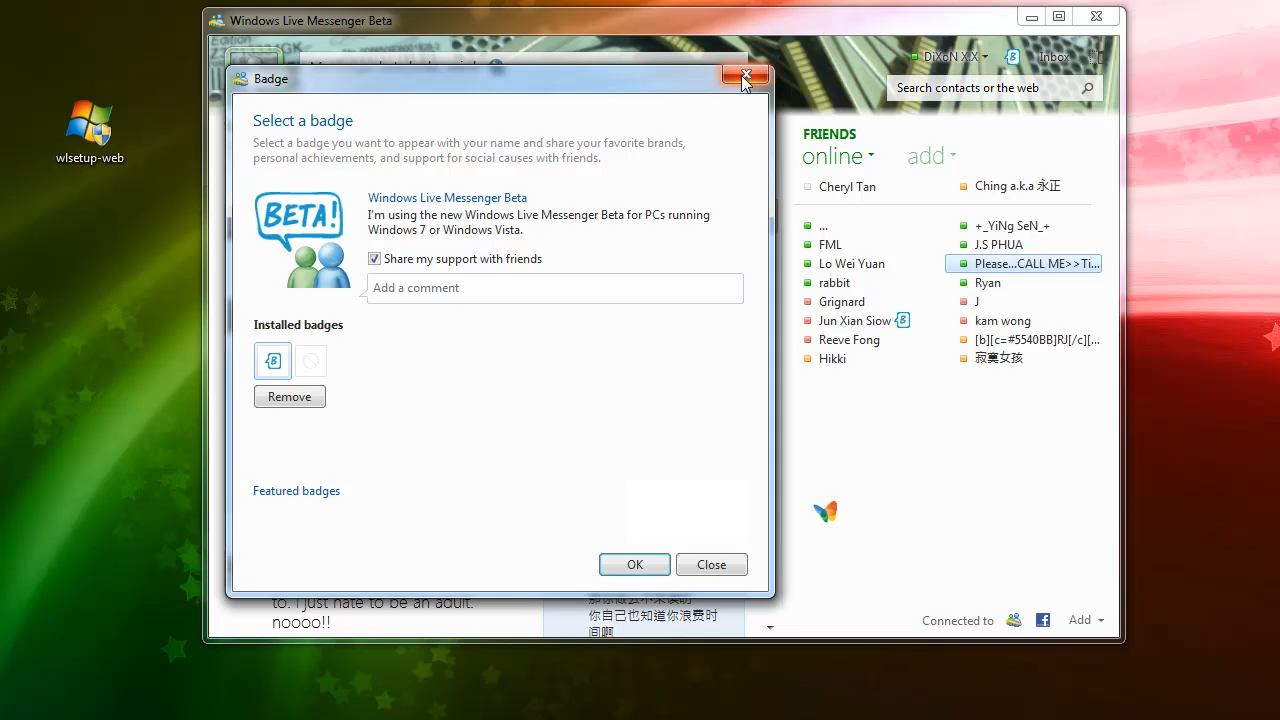 Windows Live Messenger Beta
wlsetup-web
DiXoN X.X
Inbox
Search contacts or the web
Badge
Select a badge
Select a badge you want to appear with your name and share your favorite brands,
personal achievements, and support for social causes with friends.
BETA!
Windows Live Messenger Beta
I'm using the new Windows Live Messenger Beta for PCs running
Windows 7 or Windows Vista.
Share my support with friends
Add a comment
Installed badges
B
Remove
Featured badges
OK
Close
FRIENDS
online
add
Cheryl Tan
Ching a.k.a 永正
...
+_YiNg SeN_+
FML
J.S PHUA
Lo Wei Yuan
Please...CALL ME>>Ti...
rabbit
Ryan
Grignard
J
Jun Xian Siow
B
kam wong
Reeve Fong
[b][c=#5540BB]RJ[/c][...
Hikki
寂寞女孩
to. I just hate to be an adult.
noooo!!
你自己也知道你浪费时
间啊
Connected to
Add